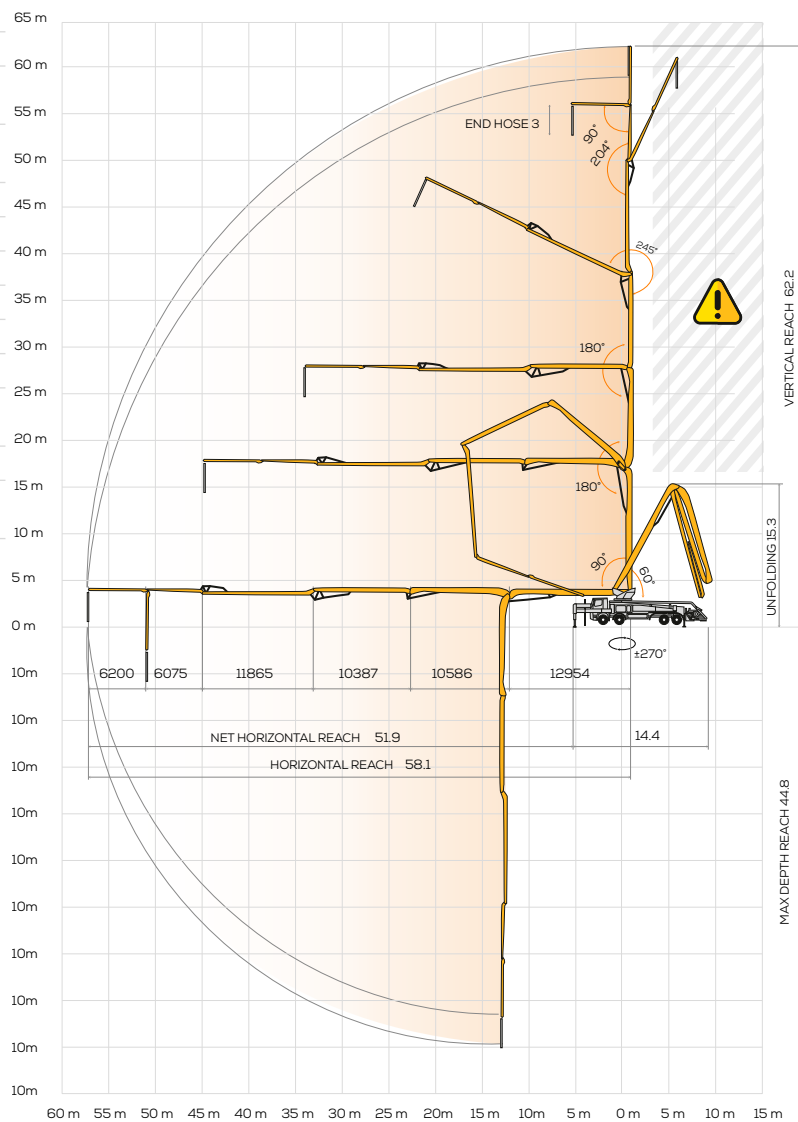 65 m
60 m
55 m
50 m
45 m
40 m
35 m
30 m
25 m
20 m
15 m
10 m
5 m
0 m
10m
10m
10m
10m
10m
10m
10m
10m
10m
10m
END HOSE 3
90°
204°
245°
180°
180°
90°
60°
±270°
VERTICAL REACH 62.2
UNFOLDING 15.3
MAX DEPTH REACH 44.8
6200 6075 11865 10387 10586 12954
NET HORIZONTAL REACH 51.9
14.4
HORIZONTAL REACH 58.1
60 m 55 m 50 m 45 m 40 m 35 m 30 m 25 m 20m 15 m 10m 5 m 0 m 5 m 10 m 15 m